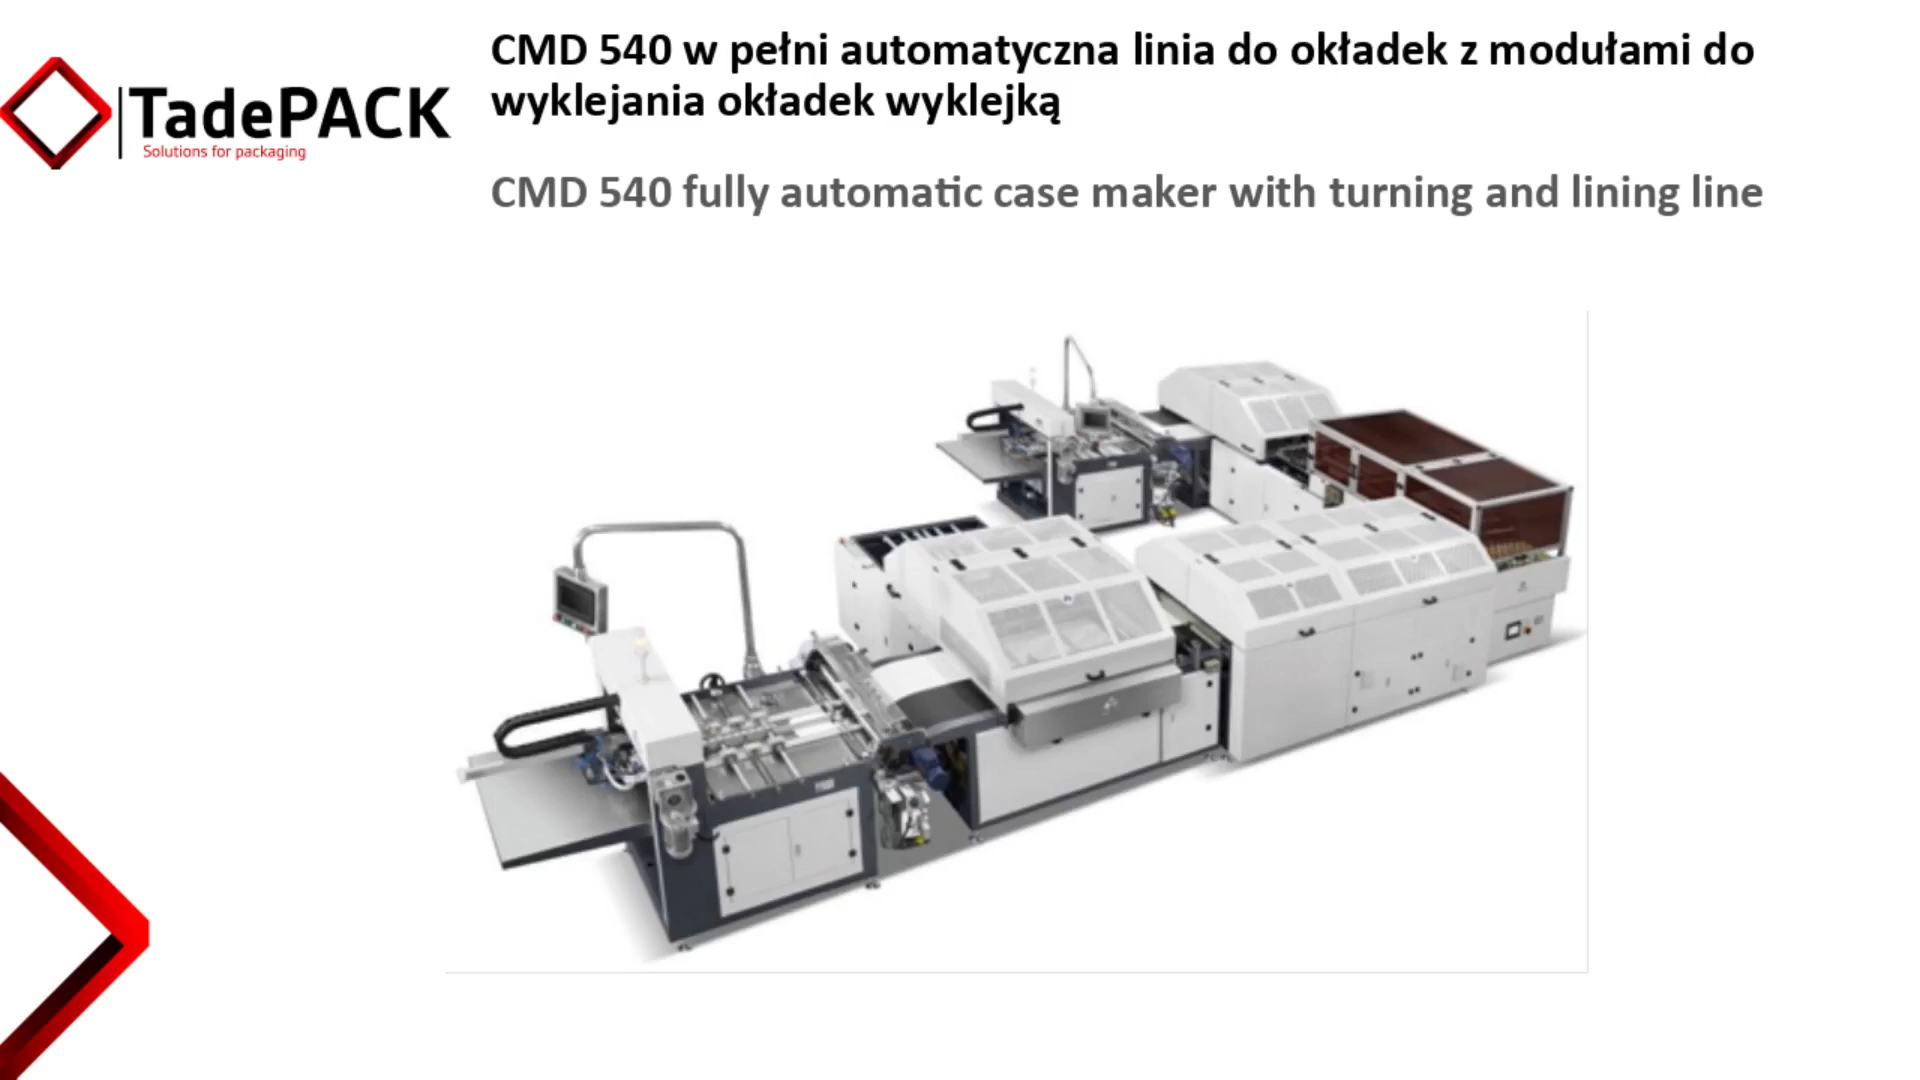 TadePACK
Solutions for packaging
CMD 540 w pełni automatyczna linia do okładek z modułami do
wyklejania okładek wyklejką
CMD 540 fully automatic case maker with turning and lining line